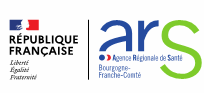 RÉPUBLIQUE
FRANÇAISE
Liberté
Égalité
Fraternité
ars
Agence Régionale de Santé
Bourgogne-
Franche-Comté